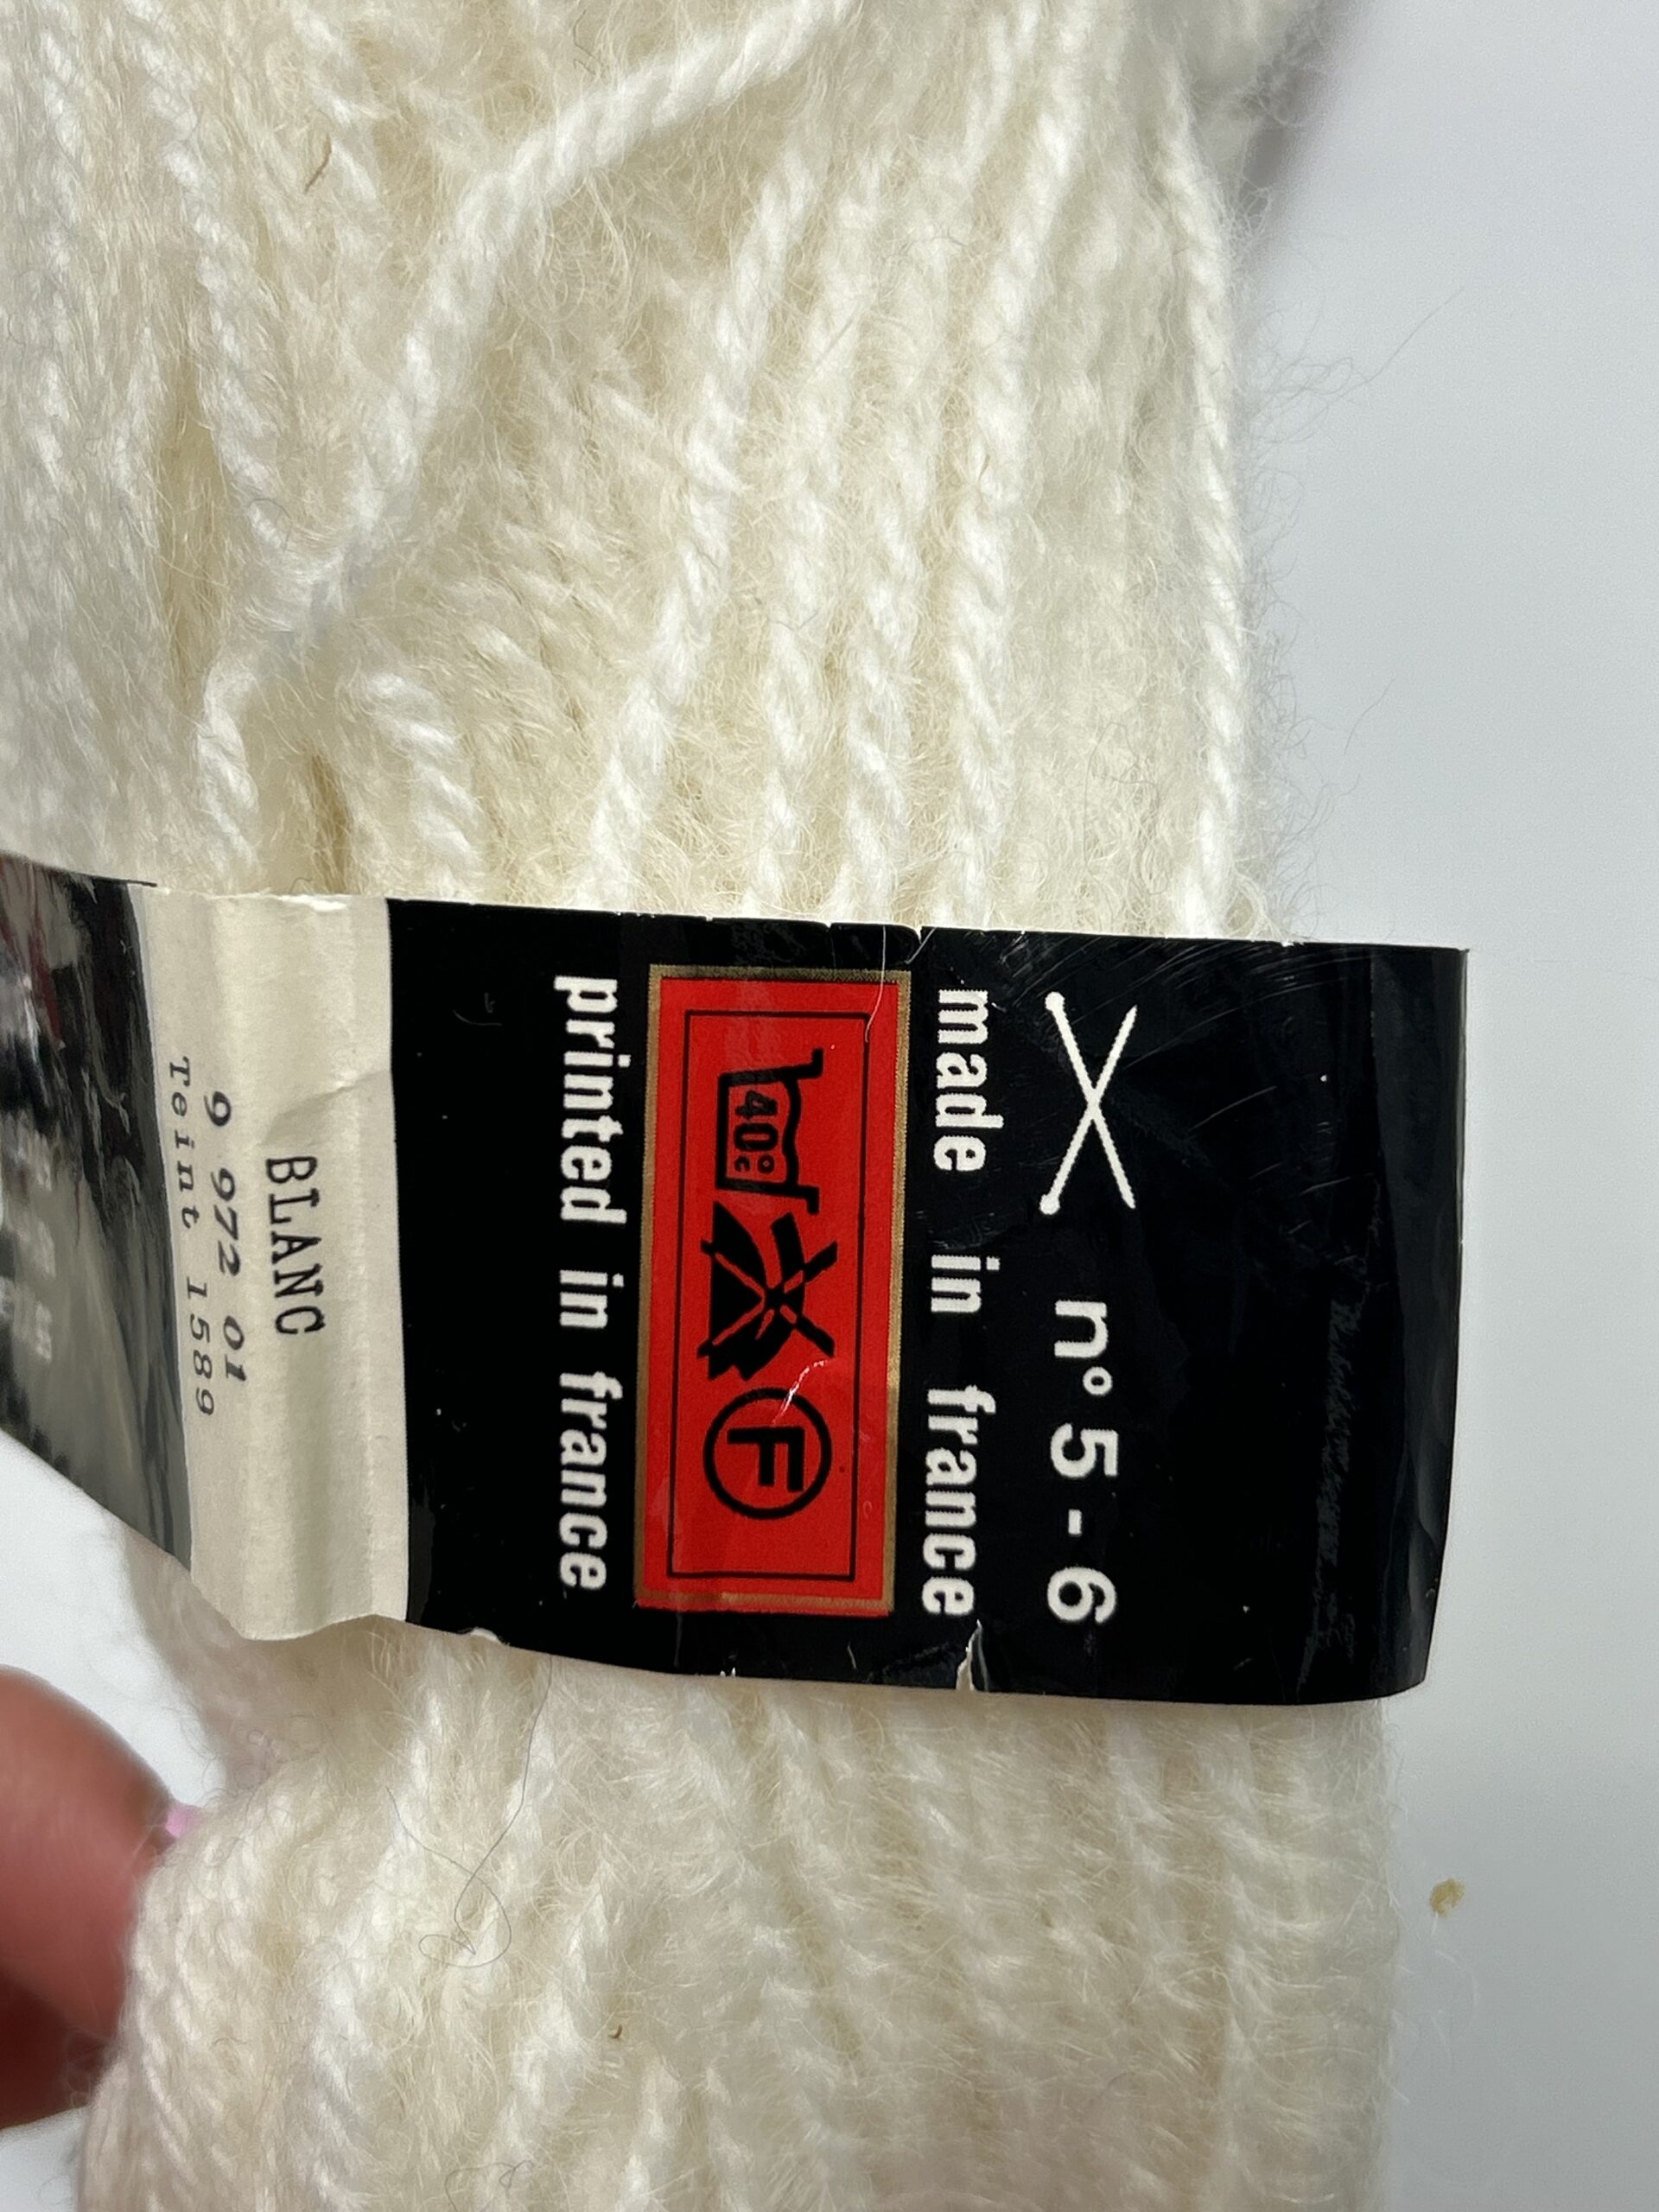 n° 5 - 6
made in france
40°
F
printed in france
BLANC
9 972 01
Teint 1589